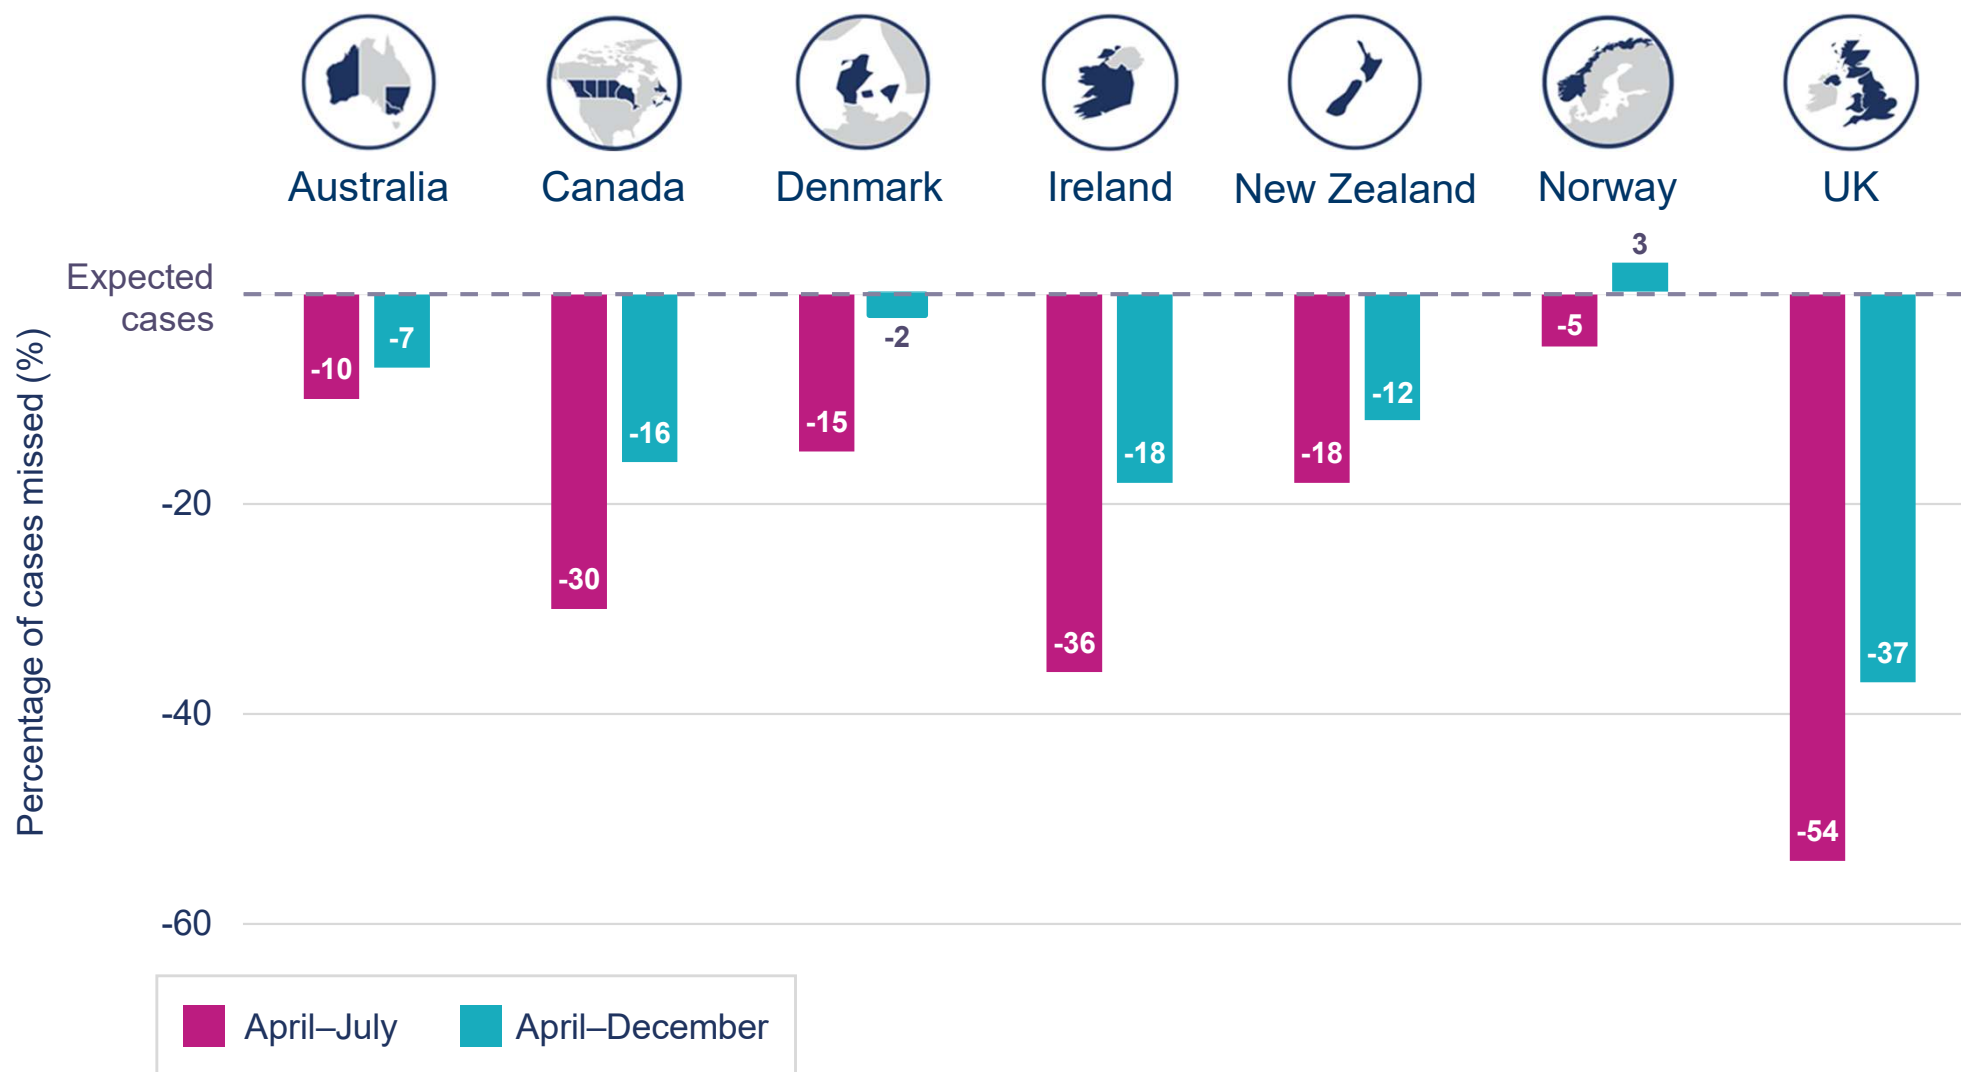 Australia
Canada
Denmark
Ireland
New Zealand
Norway
UK
Expected
cases
Percentage of cases missed (%)
-20
-40
-60
-10
-7
-30
-16
-15
-2
-36
-18
-18
-12
-5
3
-54
-37
April–July
April–December